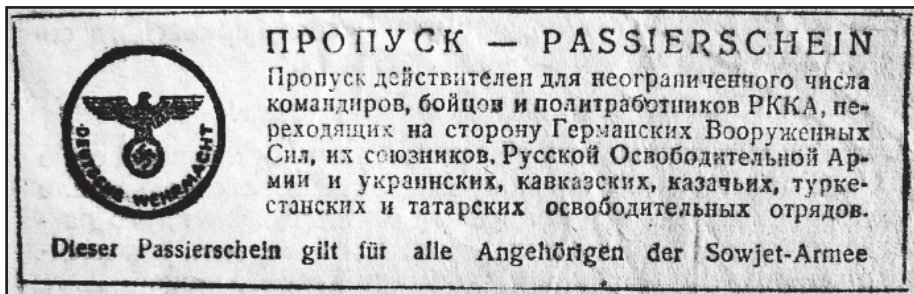 ПРОПУСК — PASSIERSCHEIN
Пропуск действителен для неограниченного числа
командиров, бойцов и политработников РККА, пе-
реходящих на сторону Германских Вооруженных
Сил, их союзников, Русской Освободительной Ар-
мии и украинских, кавказских, казачьих, турке-
станских и татарских освободительных отрядов.
DEUTSCHE WEHRMACHT
Dieser Passierschein gilt für alle Angehörigen der Sowjet-Armee